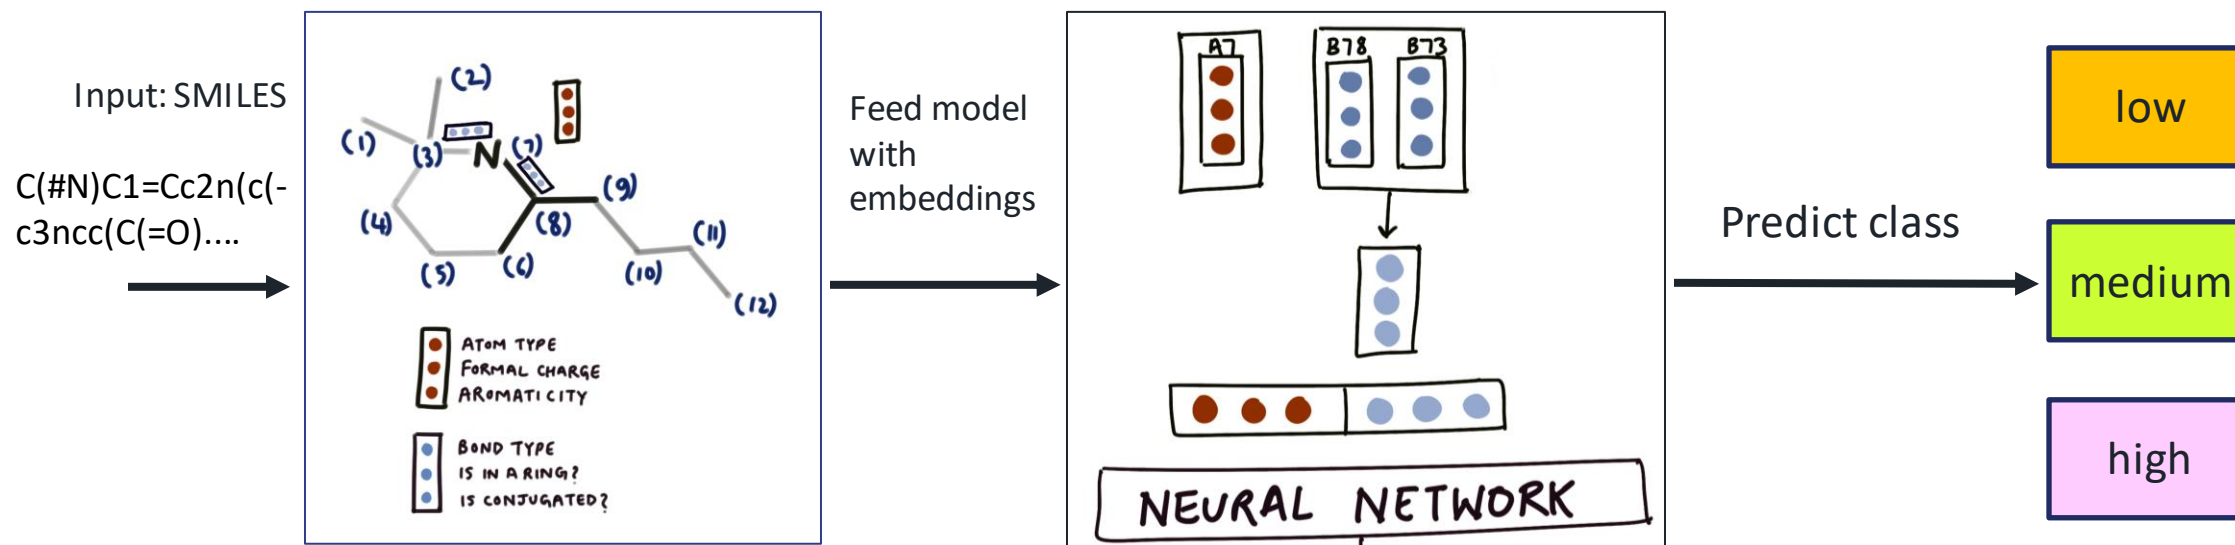 Input: SMILES
C(#N)C1=Cc2n(c(-
c3ncc(C(=O)....
(1)
(2)
(3)
N
(7)
(4)
(5)
(6)
(8)
(9)
(10)
(11)
(12)
ATOM TYPE
FORMAL CHARGE
AROMATICITY
BOND TYPE
IS IN A RING?
IS CONJUGATED?
Feed model
with
embeddings
A7
B78
B73
NEURAL NETWORK
Predict class
low
medium
high